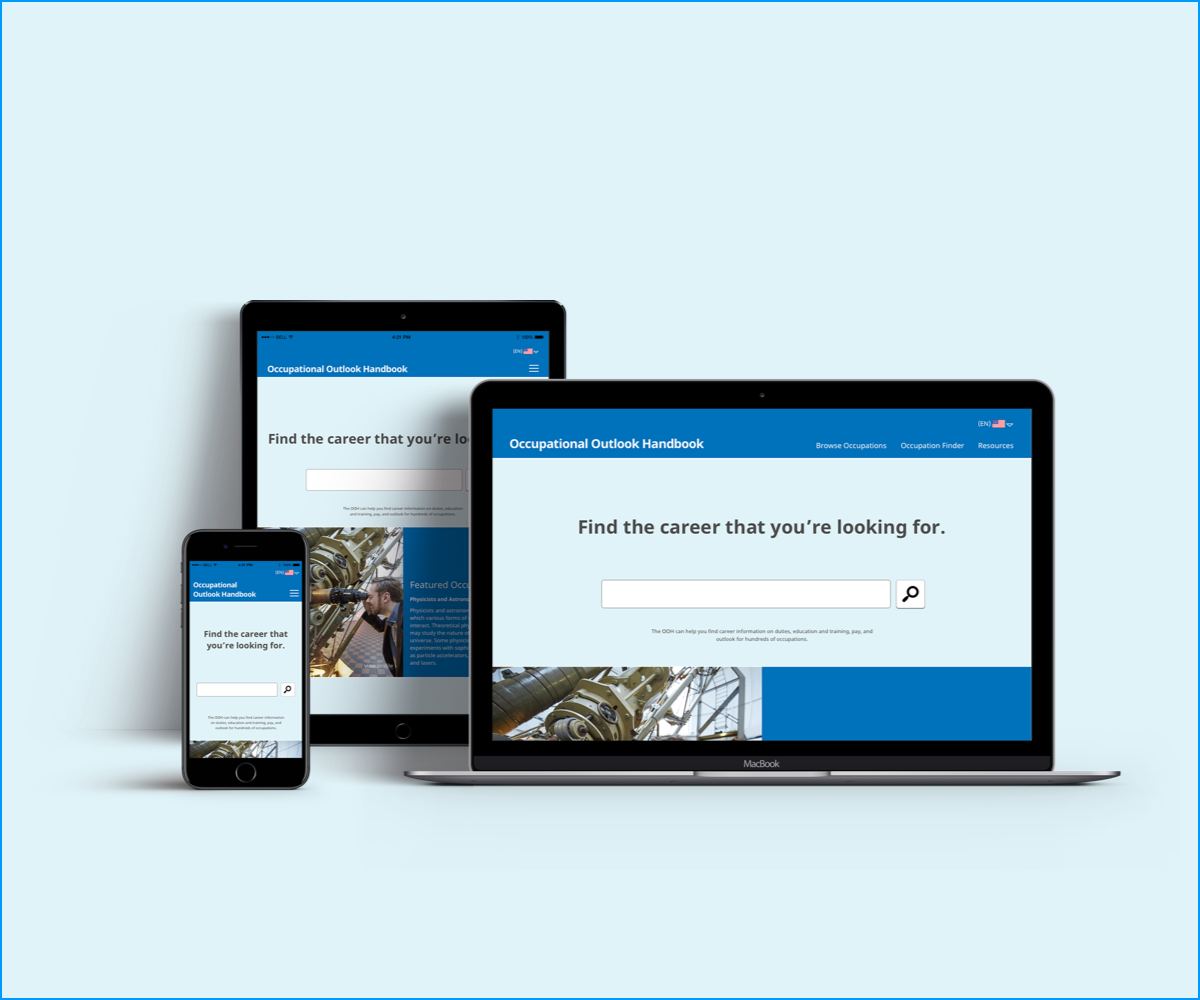 BELL
4:21 PM
100%
(EN)
Occupational Outlook Handbook
Find the career that you’re lo
The OOH can help you find career information on duties, education
and training, pay, and outlook for hundreds of occupations.
Featured Occ
Physicists and Astron
Physicists and astronom
which various forms of
interact. Theoretical phy
may study the nature of
universe. Some physicis
experiments with soph
as particle accelerators,
and lasers.
BELL
4:21 PM
100%
(EN)
Occupational
Outlook Handbook
Find the career that
you’re looking for.
The OOH can help you find career information
on duties, education and training, pay, and
outlook for hundreds of occupations.
(EN)
Occupational Outlook Handbook
Browse Occupations
Occupation Finder
Resources
Find the career that you’re looking for.
The OOH can help you find career information on duties, education and training, pay, and
outlook for hundreds of occupations.
MacBook